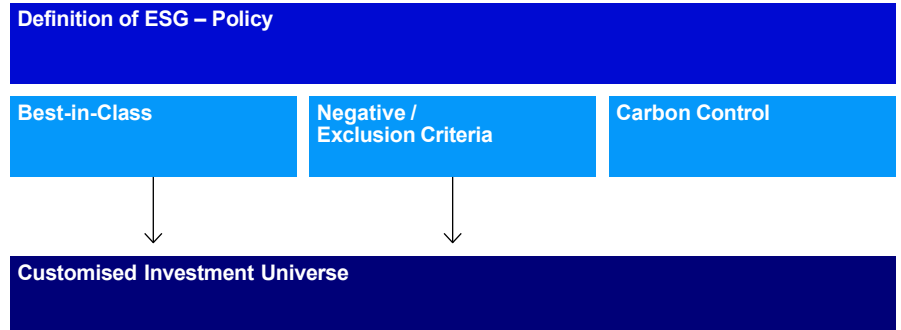 Definition of ESG – Policy
Best-in-Class
Negative /
Exclusion Criteria
Carbon Control
Customised Investment Universe